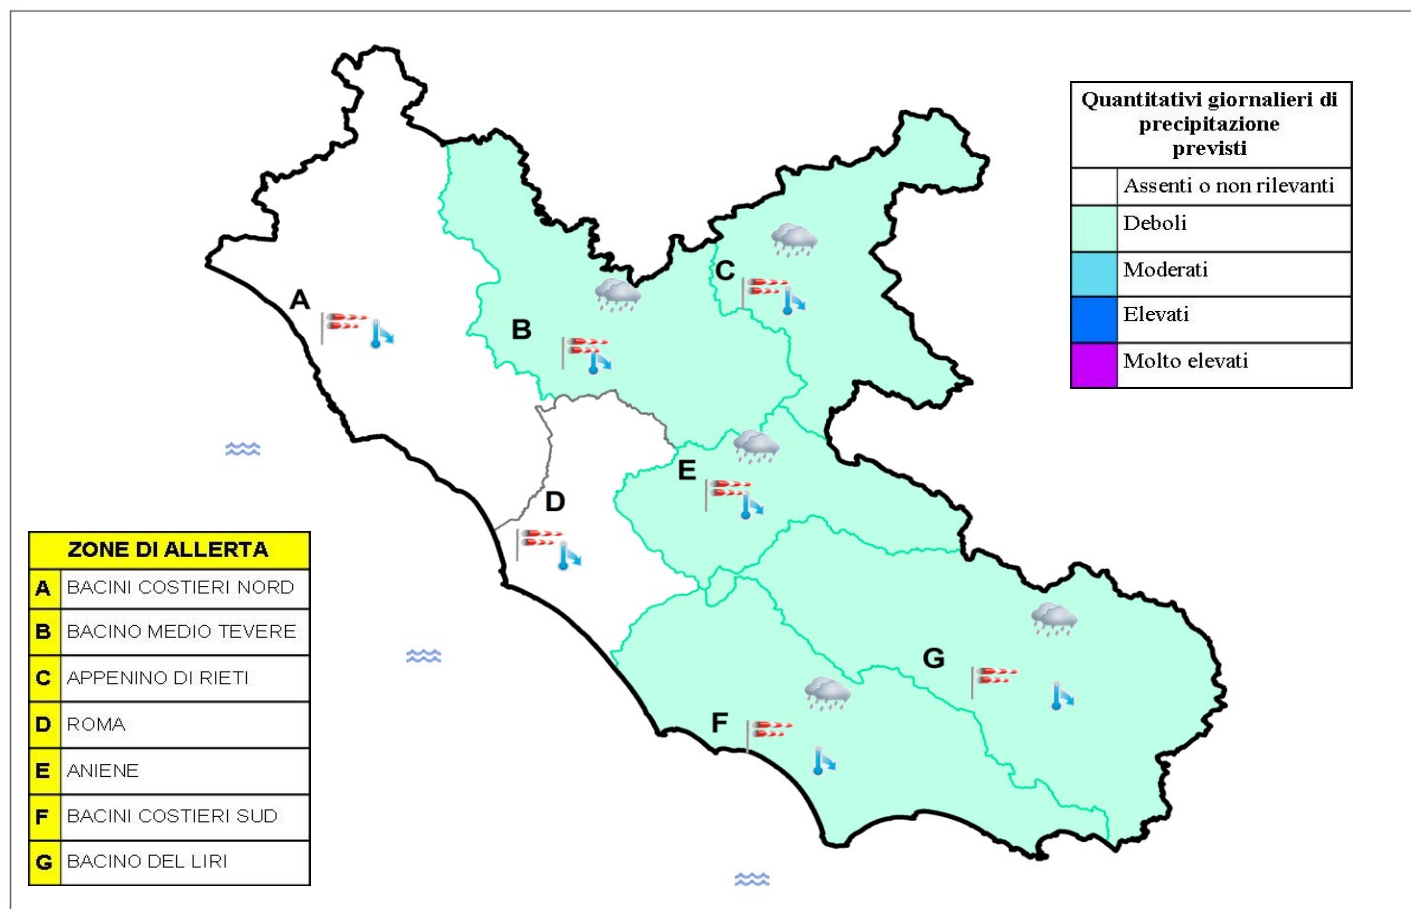 Quantitativi giornalieri di
precipitazione
previsti
Assenti o non rilevanti
Deboli
Moderati
Elevati
Molto elevati
A
B
C
D
E
F
G
ZONE DI ALLERTA
A BACINI COSTIERI NORD
B BACINO MEDIO TEVERE
C APPENINO DI RIETI
D ROMA
E ANIENE
F BACINI COSTIERI SUD
G BACINO DEL LIRI